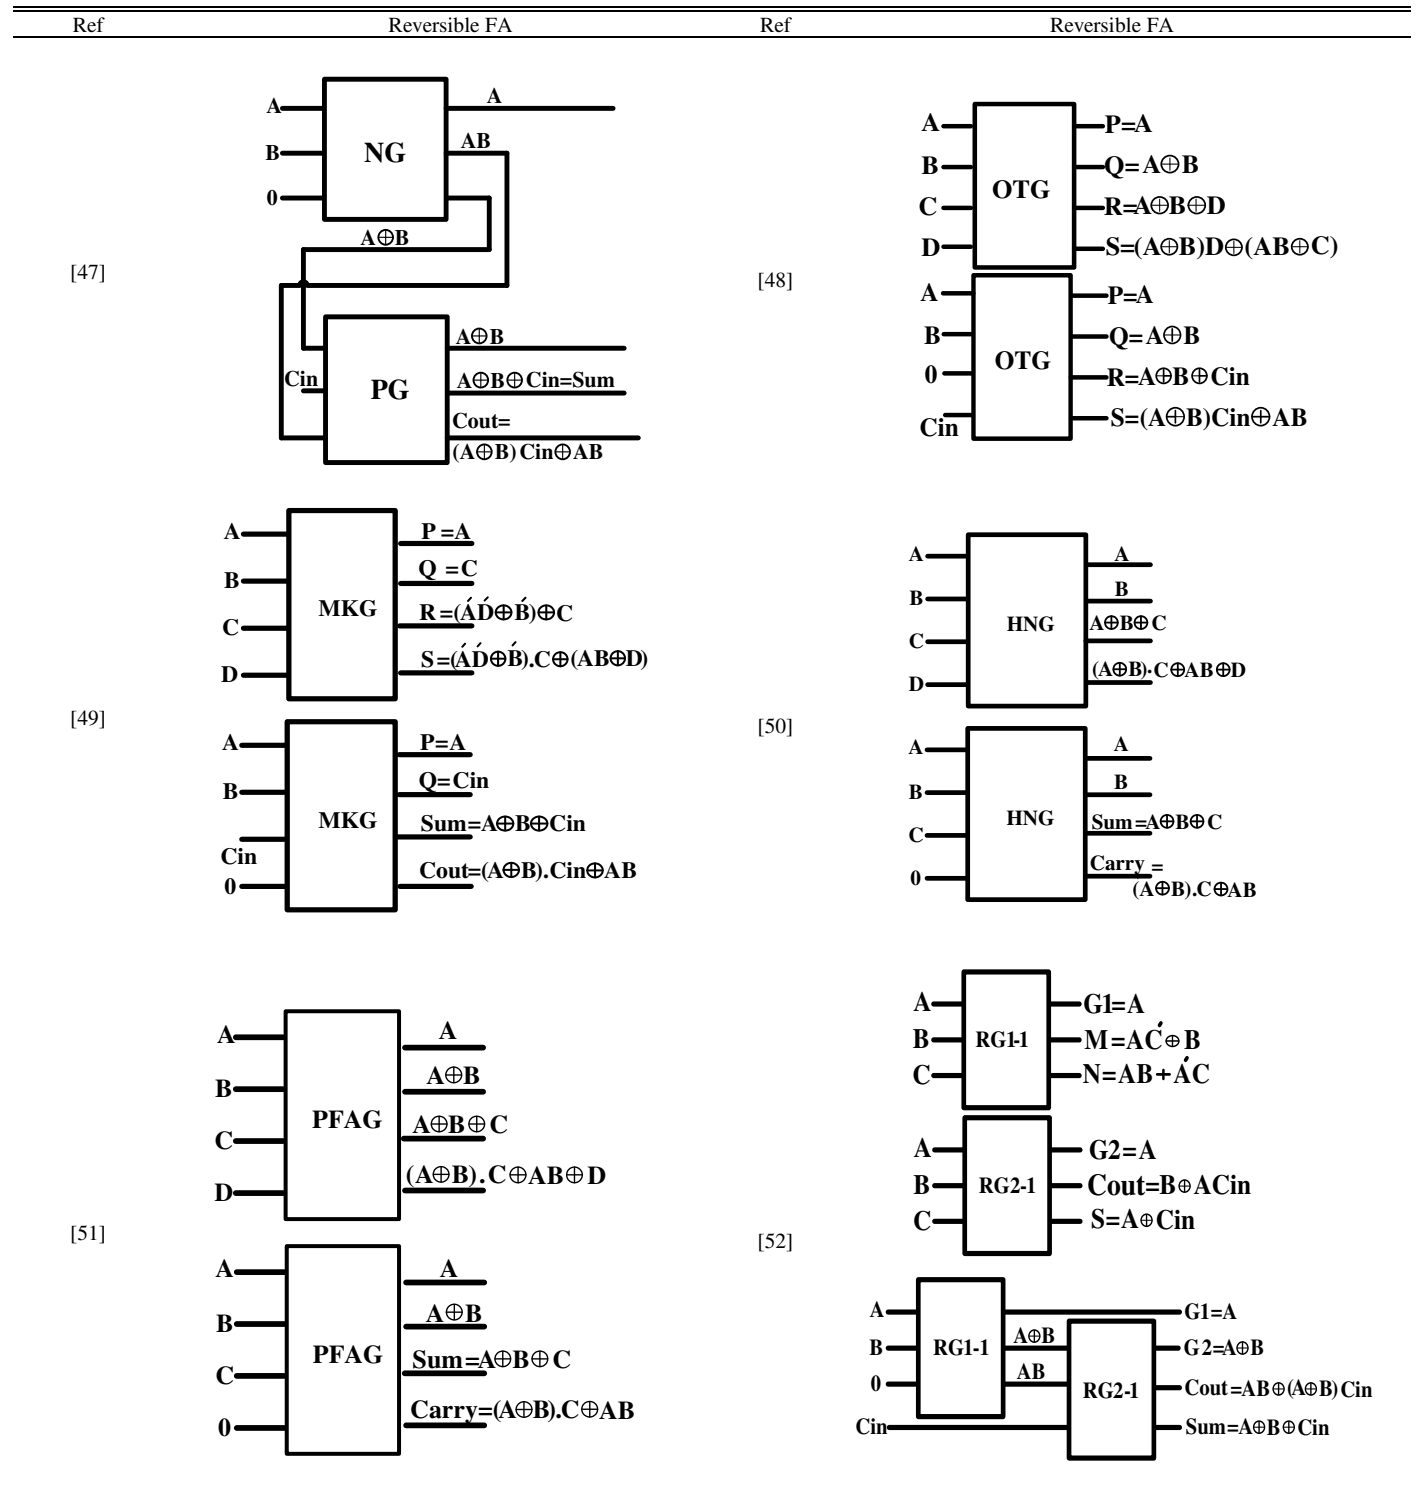 Ref Reversible FA Ref Reversible FA
[47]
A
B
0
NG
A
AB
A⊕B
Cin
PG
A⊕B
A⊕B⊕Cin=Sum
Cout=
(A⊕B) Cin⊕AB
[48]
A
B
C
D
OTG
P=A
Q=A⊕B
R=A⊕B⊕D
S=(A⊕B)D⊕(AB⊕C)
A
B
0
Cin
OTG
P=A
Q=A⊕B
R=A⊕B⊕Cin
S=(A⊕B)Cin⊕AB
[49]
A
B
C
D
MKG
P =A
Q =C
R =(A´D´⊕B´)⊕C
S =(A´D´⊕B´).C⊕(AB⊕D)
A
B
Cin
0
MKG
P=A
Q=Cin
Sum=A⊕B⊕Cin
Cout=(A⊕B).Cin⊕AB
[50]
A
B
C
D
HNG
A
B
A⊕B⊕C
(A⊕B).C⊕AB⊕D
A
B
C
0
HNG
A
B
Sum=A⊕B⊕C
Carry =
(A⊕B).C⊕AB
[51]
A
B
C
D
PFAG
A
A⊕B
A⊕B⊕C
(A⊕B).C⊕AB⊕D
A
B
C
0
PFAG
A
A⊕B
Sum=A⊕B⊕C
Carry=(A⊕B).C⊕AB
[52]
A
B
C
RG1-1
G1=A
M=AC´⊕B
N=AB+A´C
A
B
C
RG2-1
G2=A
Cout=B⊕ACin
S=A⊕Cin
A
B
0
Cin
RG1-1
A⊕B
AB
RG2-1
G1=A
G2=A⊕B
Cout=AB⊕(A⊕B)Cin
Sum=A⊕B⊕Cin